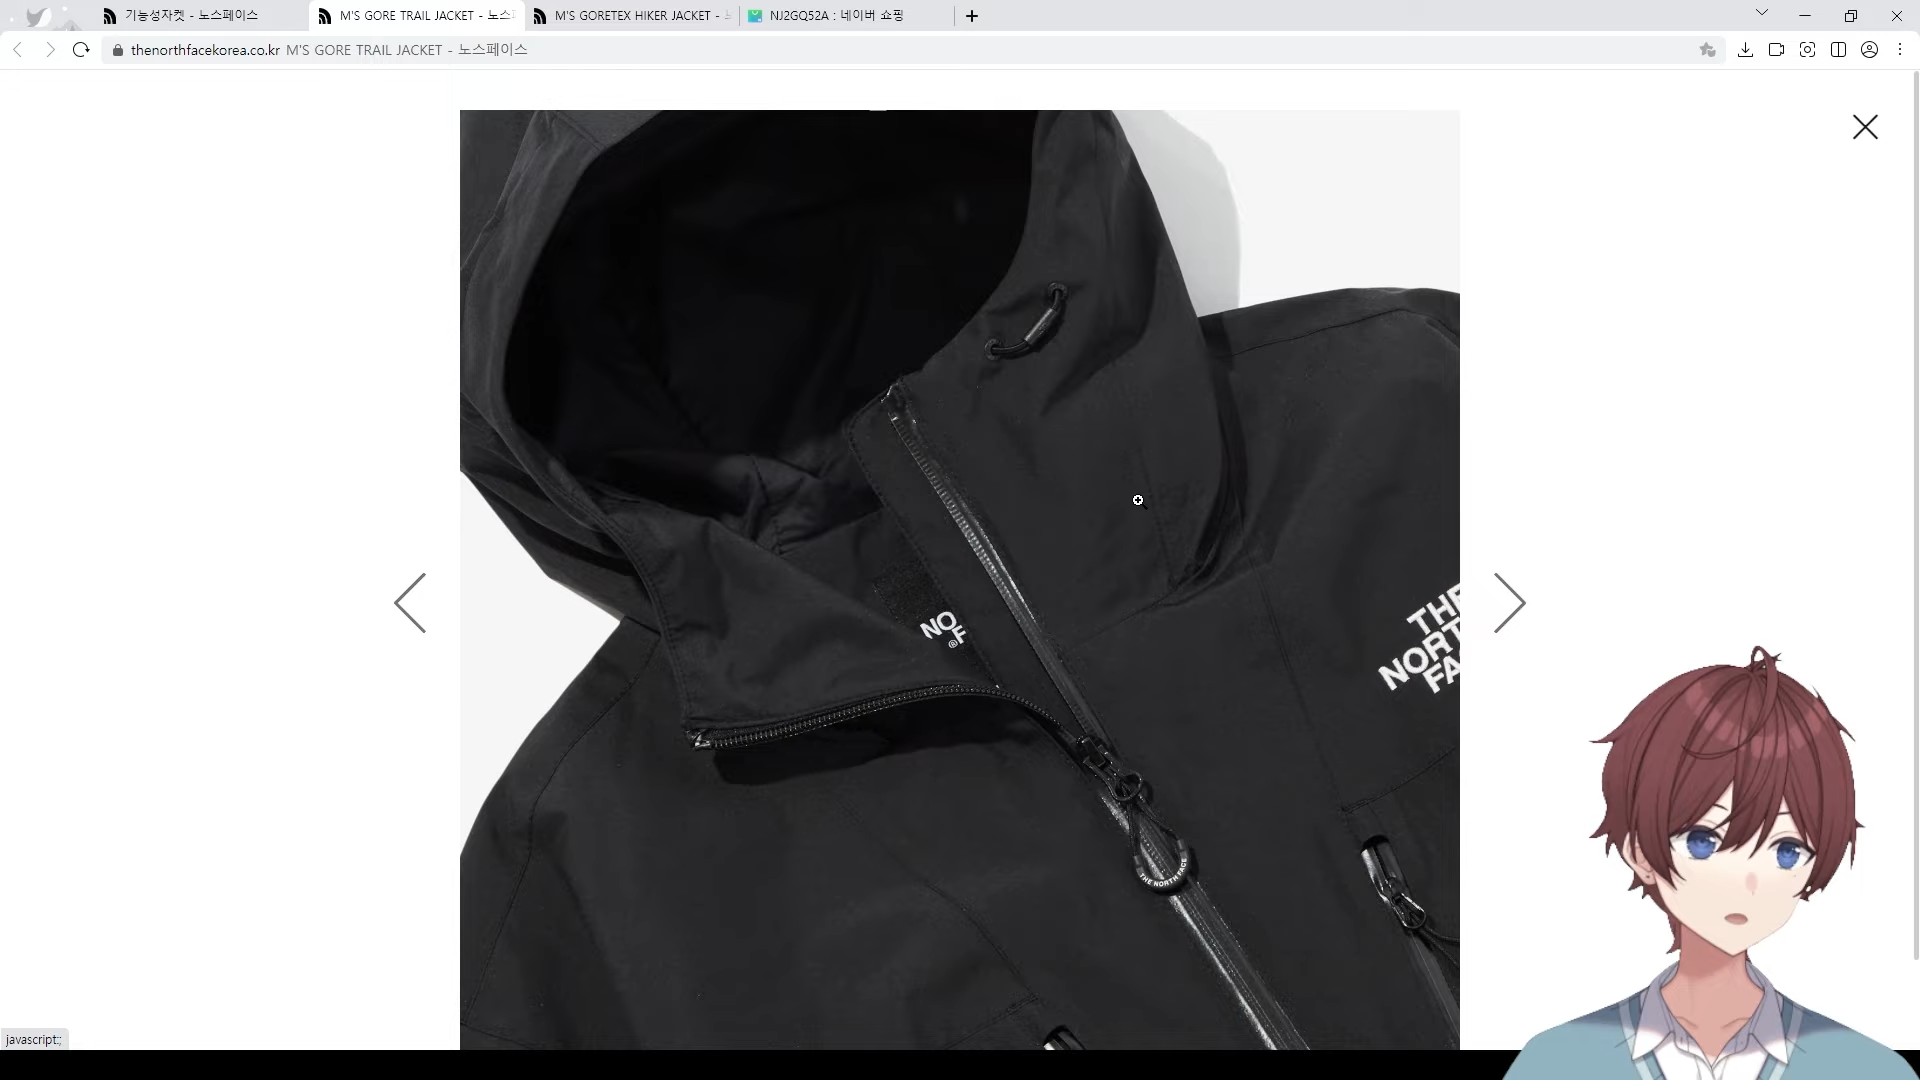 기능성자켓 - 노스페이스
M'S GORE TRAIL JACKET - 노스
M'S GORETEX HIKER JACKET -
NJ2GQ52A : 네이버 쇼핑
thenorthfacekorea.co.kr M'S GORE TRAIL JACKET - 노스페이스
NO
F
®
THE
NORT
FA
THE NORTH FACE
javascript:;